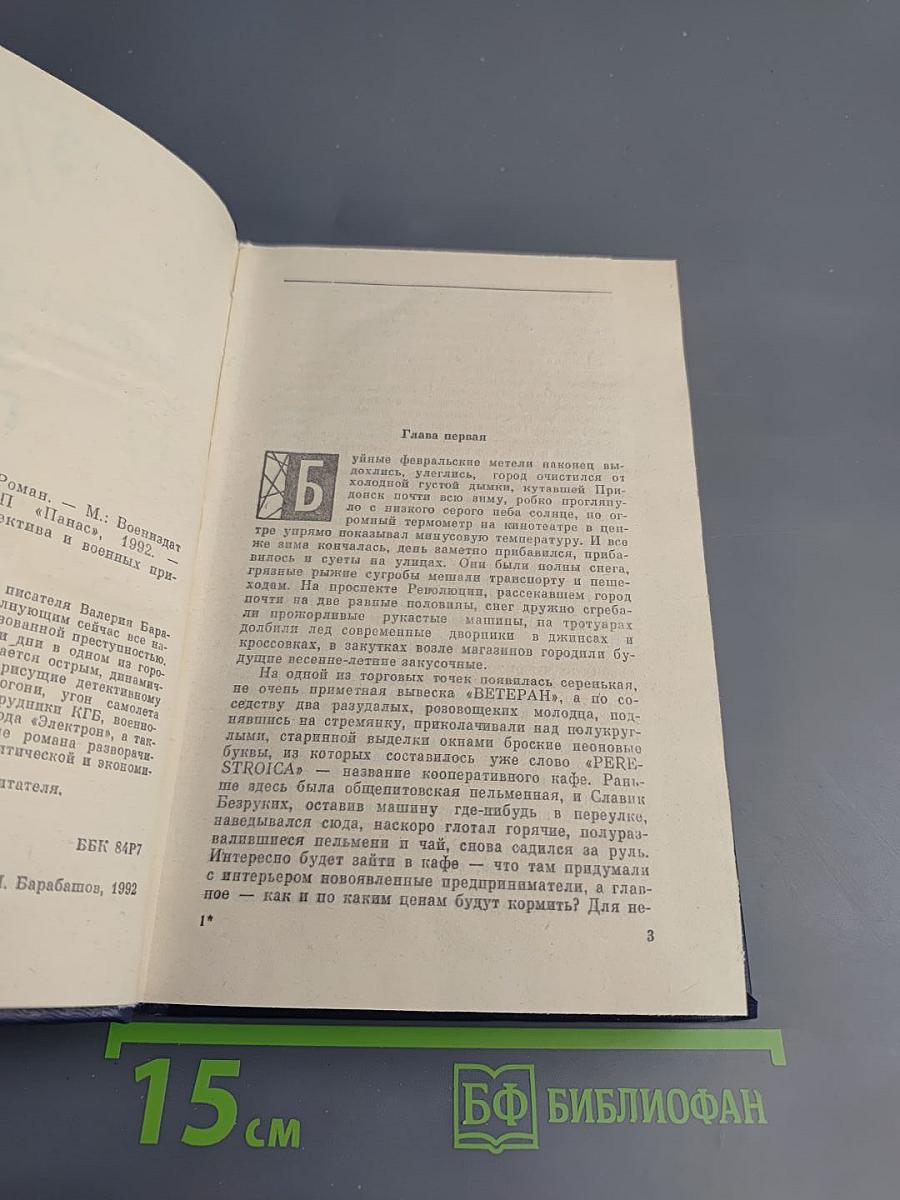 Роман. — М.: Воениздат
П «Панас», 1992. —
ектива и военных при-
писателя Валерия Бара-
лнующим сейчас все на-
зованной преступностью.
и дни в одном из горо-
ается острым, динамич-
рисущие детективному
огони, угон самолета
рудники КГБ, военно-
ода «Электрон», а так-
ие романа разворачи-
тической и экономи-
итателя.
ББК 84Р7
Барабашов, 1992
Глава первая
Буйные февральские метели наконец вы-
дохлись, улеглись, город очистился от
холодной густой дымки, кутавшей При-
донск почти всю зиму, робко прогляну-
ло с низкого серого неба солнце, но ог-
ромный термометр на кинотеатре в цен-
тре упрямо показывал минусовую температуру. И все
же зима кончалась, день заметно прибавился, приба-
вилось и суеты на улицах. Они были полны снега,
грязные рыжие сугробы мешали транспорту и пеше-
ходам. На проспекте Революции, рассекавшем город
почти на две равные половины, снег дружно сгреба-
ли прожорливые рукастые машины, на тротуарах
долбили лед современные дворники в джинсах и
кроссовках, в закутках возле магазинов городили бу-
дущие весенне-летние закусочные.
На одной из торговых точек появилась серенькая,
не очень приметная вывеска «ВЕТЕРАН», а по со-
седству два разудалых, розовощеких молодца, под-
нявшись на стремянку, приколачивали над полукруг-
лыми, старинной выделки окнами броские неоновые
буквы, из которых составилось уже слово «PERE-
STROICA» — название кооперативного кафе. Рань-
ше здесь была общепитовская пельменная, и Славик
Безруких, оставив машину где-нибудь в переулке,
наведывался сюда, наскоро глотал горячие, полураз-
валившиеся пельмени и чай, снова садился за руль.
Интересно будет зайти в кафе — что там придумали
с интерьером новоявленные предприниматели, а глав-
ное — как и по каким ценам будут кормить? Для не-
1*
3
15 см
БФ БИБЛИОФАН